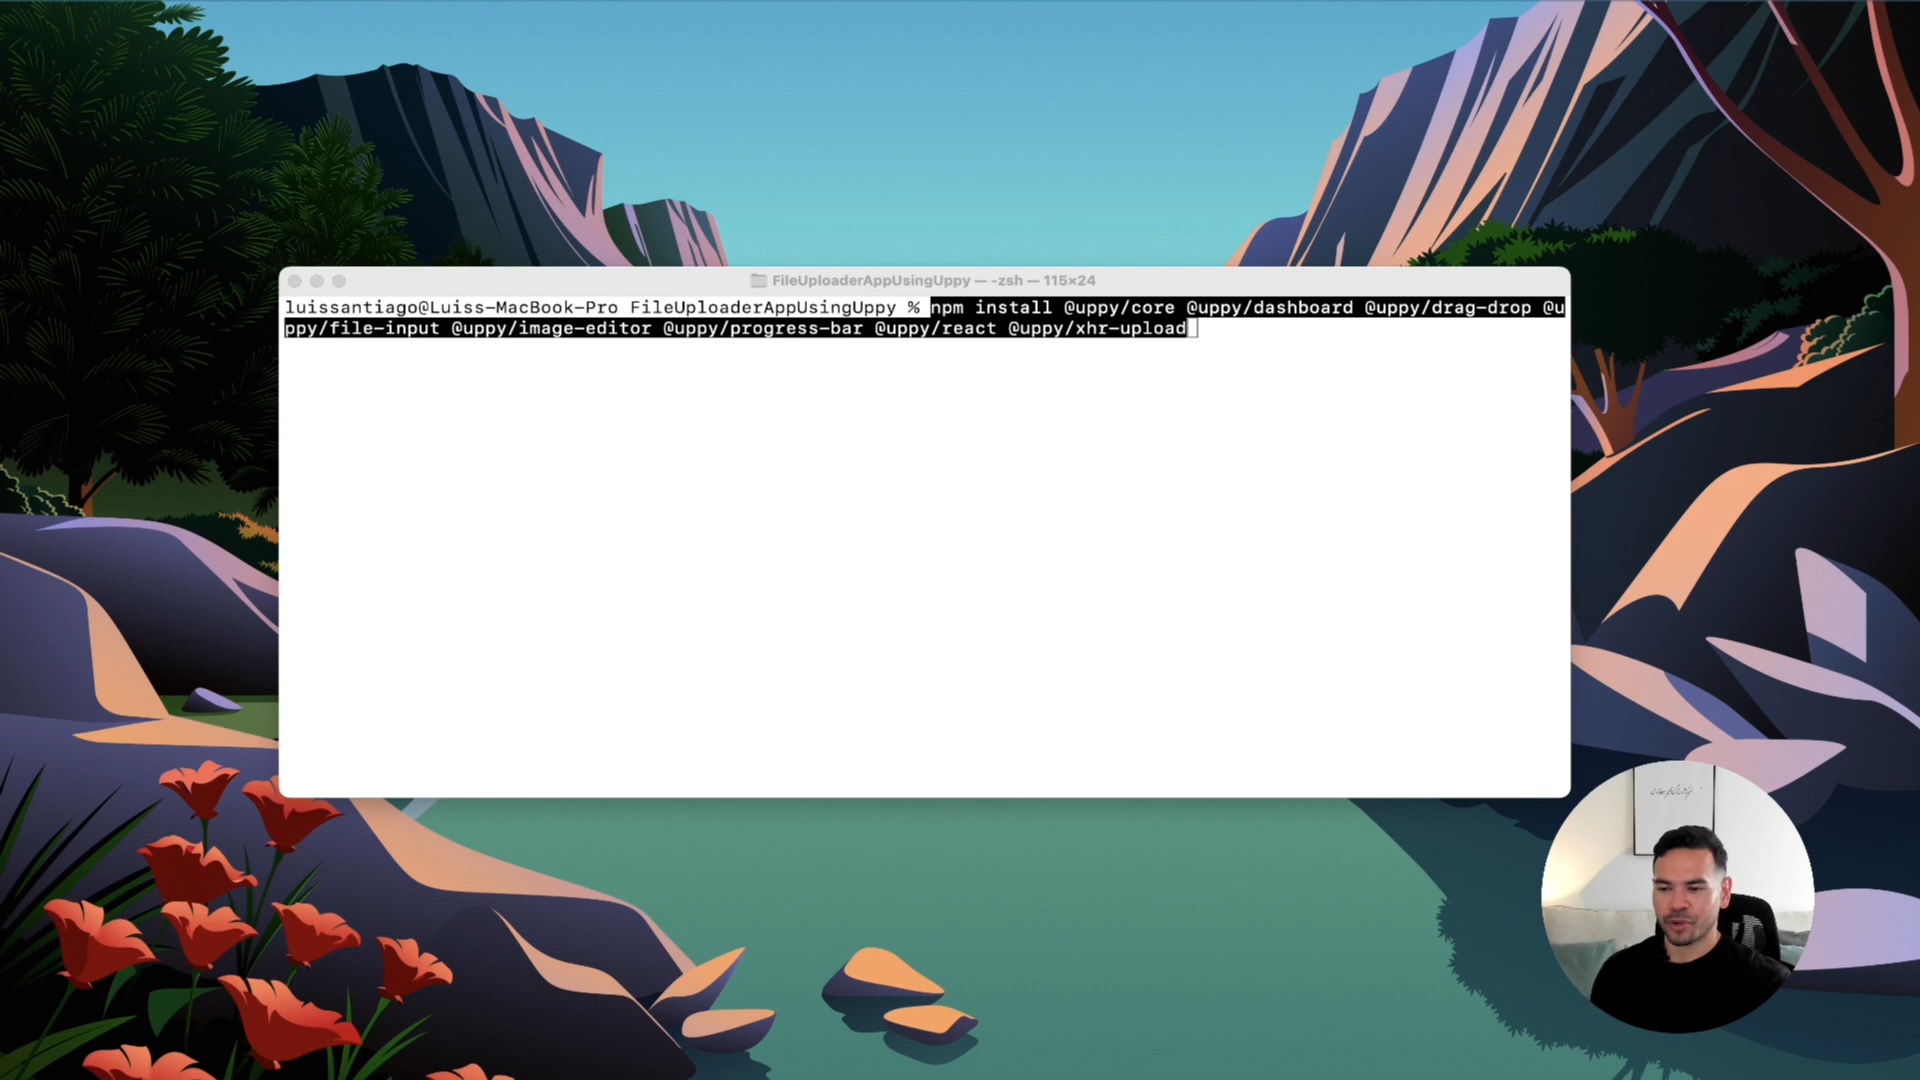 FileUploaderAppUsingUppy — -zsh — 115×24
luissantiago@Luiss-MacBook-Pro FileUploaderAppUsingUppy % npm install @uppy/core @uppy/dashboard @uppy/drag-drop @u
ppy/file-input @uppy/image-editor @uppy/progress-bar @uppy/react @uppy/xhr-upload